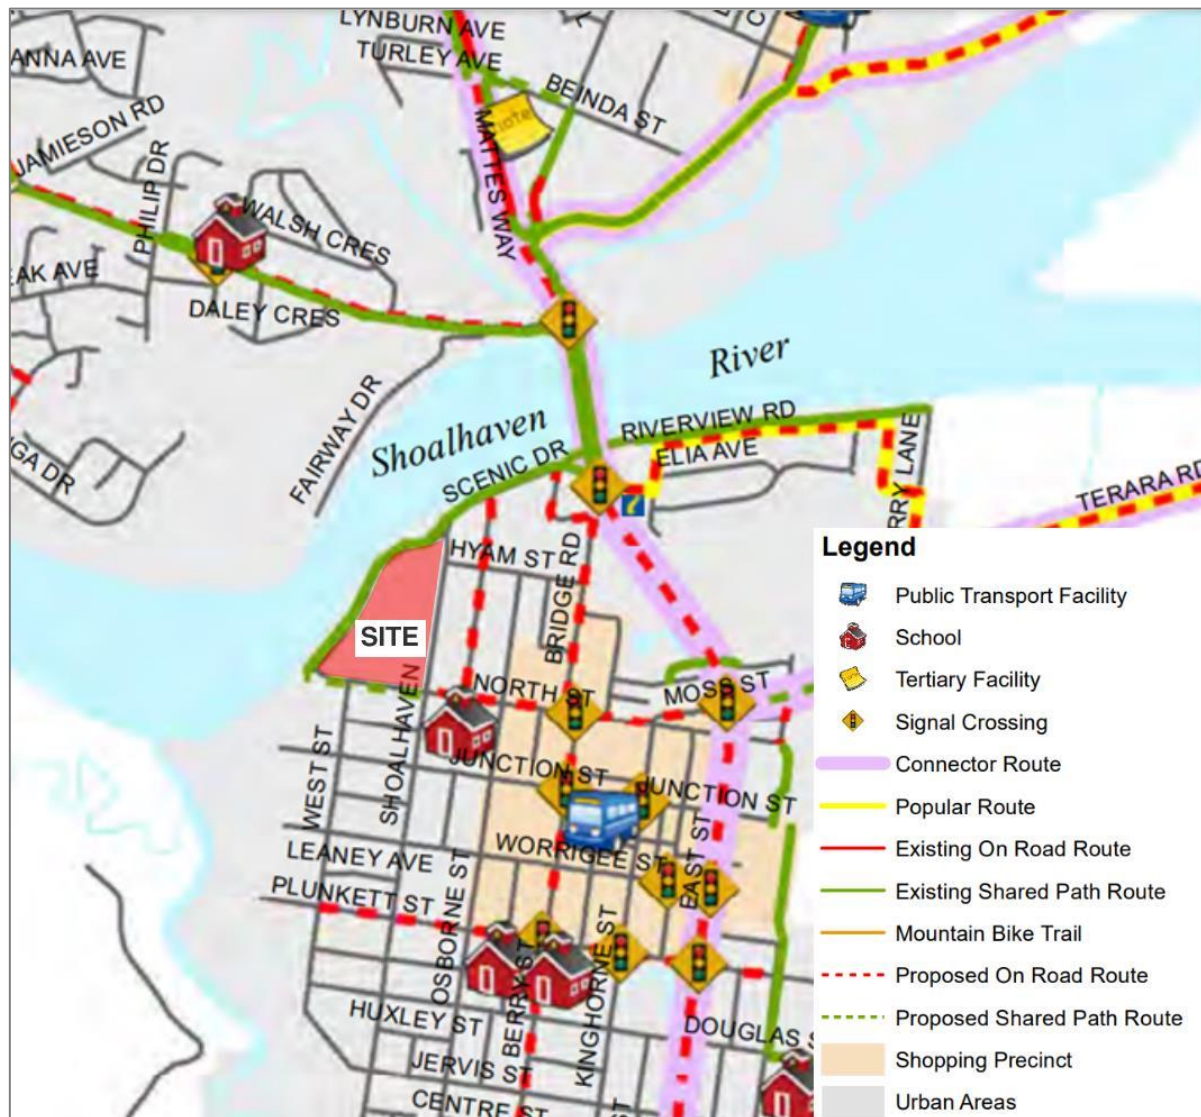 LYNBURN AVE
TURLEY AVE
ANNA AVE
BEINDA ST
JAMIESON RD
MATTES WAY
PHILIP DR
WALSH CRES
EAK AVE
DALEY CRES
River
Shoalhaven
FAIRWAY DR
RIVERVIEW RD
ELIA AVE
SCENIC DR
GA DR
RRY LANE
TERARA RD
HYAM ST
BRIDGE RD
SITE
NORTH ST
MOSS ST
SHOALHAVEN
WEST ST
JUNCTION ST
JUNCTION ST
WORRIGEE ST
EAST ST
LEANEY AVE
PLUNKETT ST
OSBORNE ST
BERRY ST
KINGHORNE ST
HUXLEY ST
DOUGLAS S
JERVIS ST
CENTRE ST
ST
Legend
Public Transport Facility
School
Tertiary Facility
Signal Crossing
Connector Route
Popular Route
Existing On Road Route
Existing Shared Path Route
Mountain Bike Trail
Proposed On Road Route
Proposed Shared Path Route
Shopping Precinct
Urban Areas